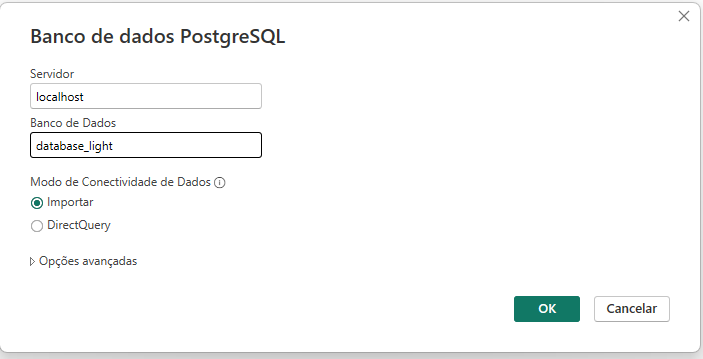 Banco de dados PostgreSQL
Servidor
localhost
Banco de Dados
database_light
Modo de Conectividade de Dados
Importar
DirectQuery
Opções avançadas
OK Cancelar